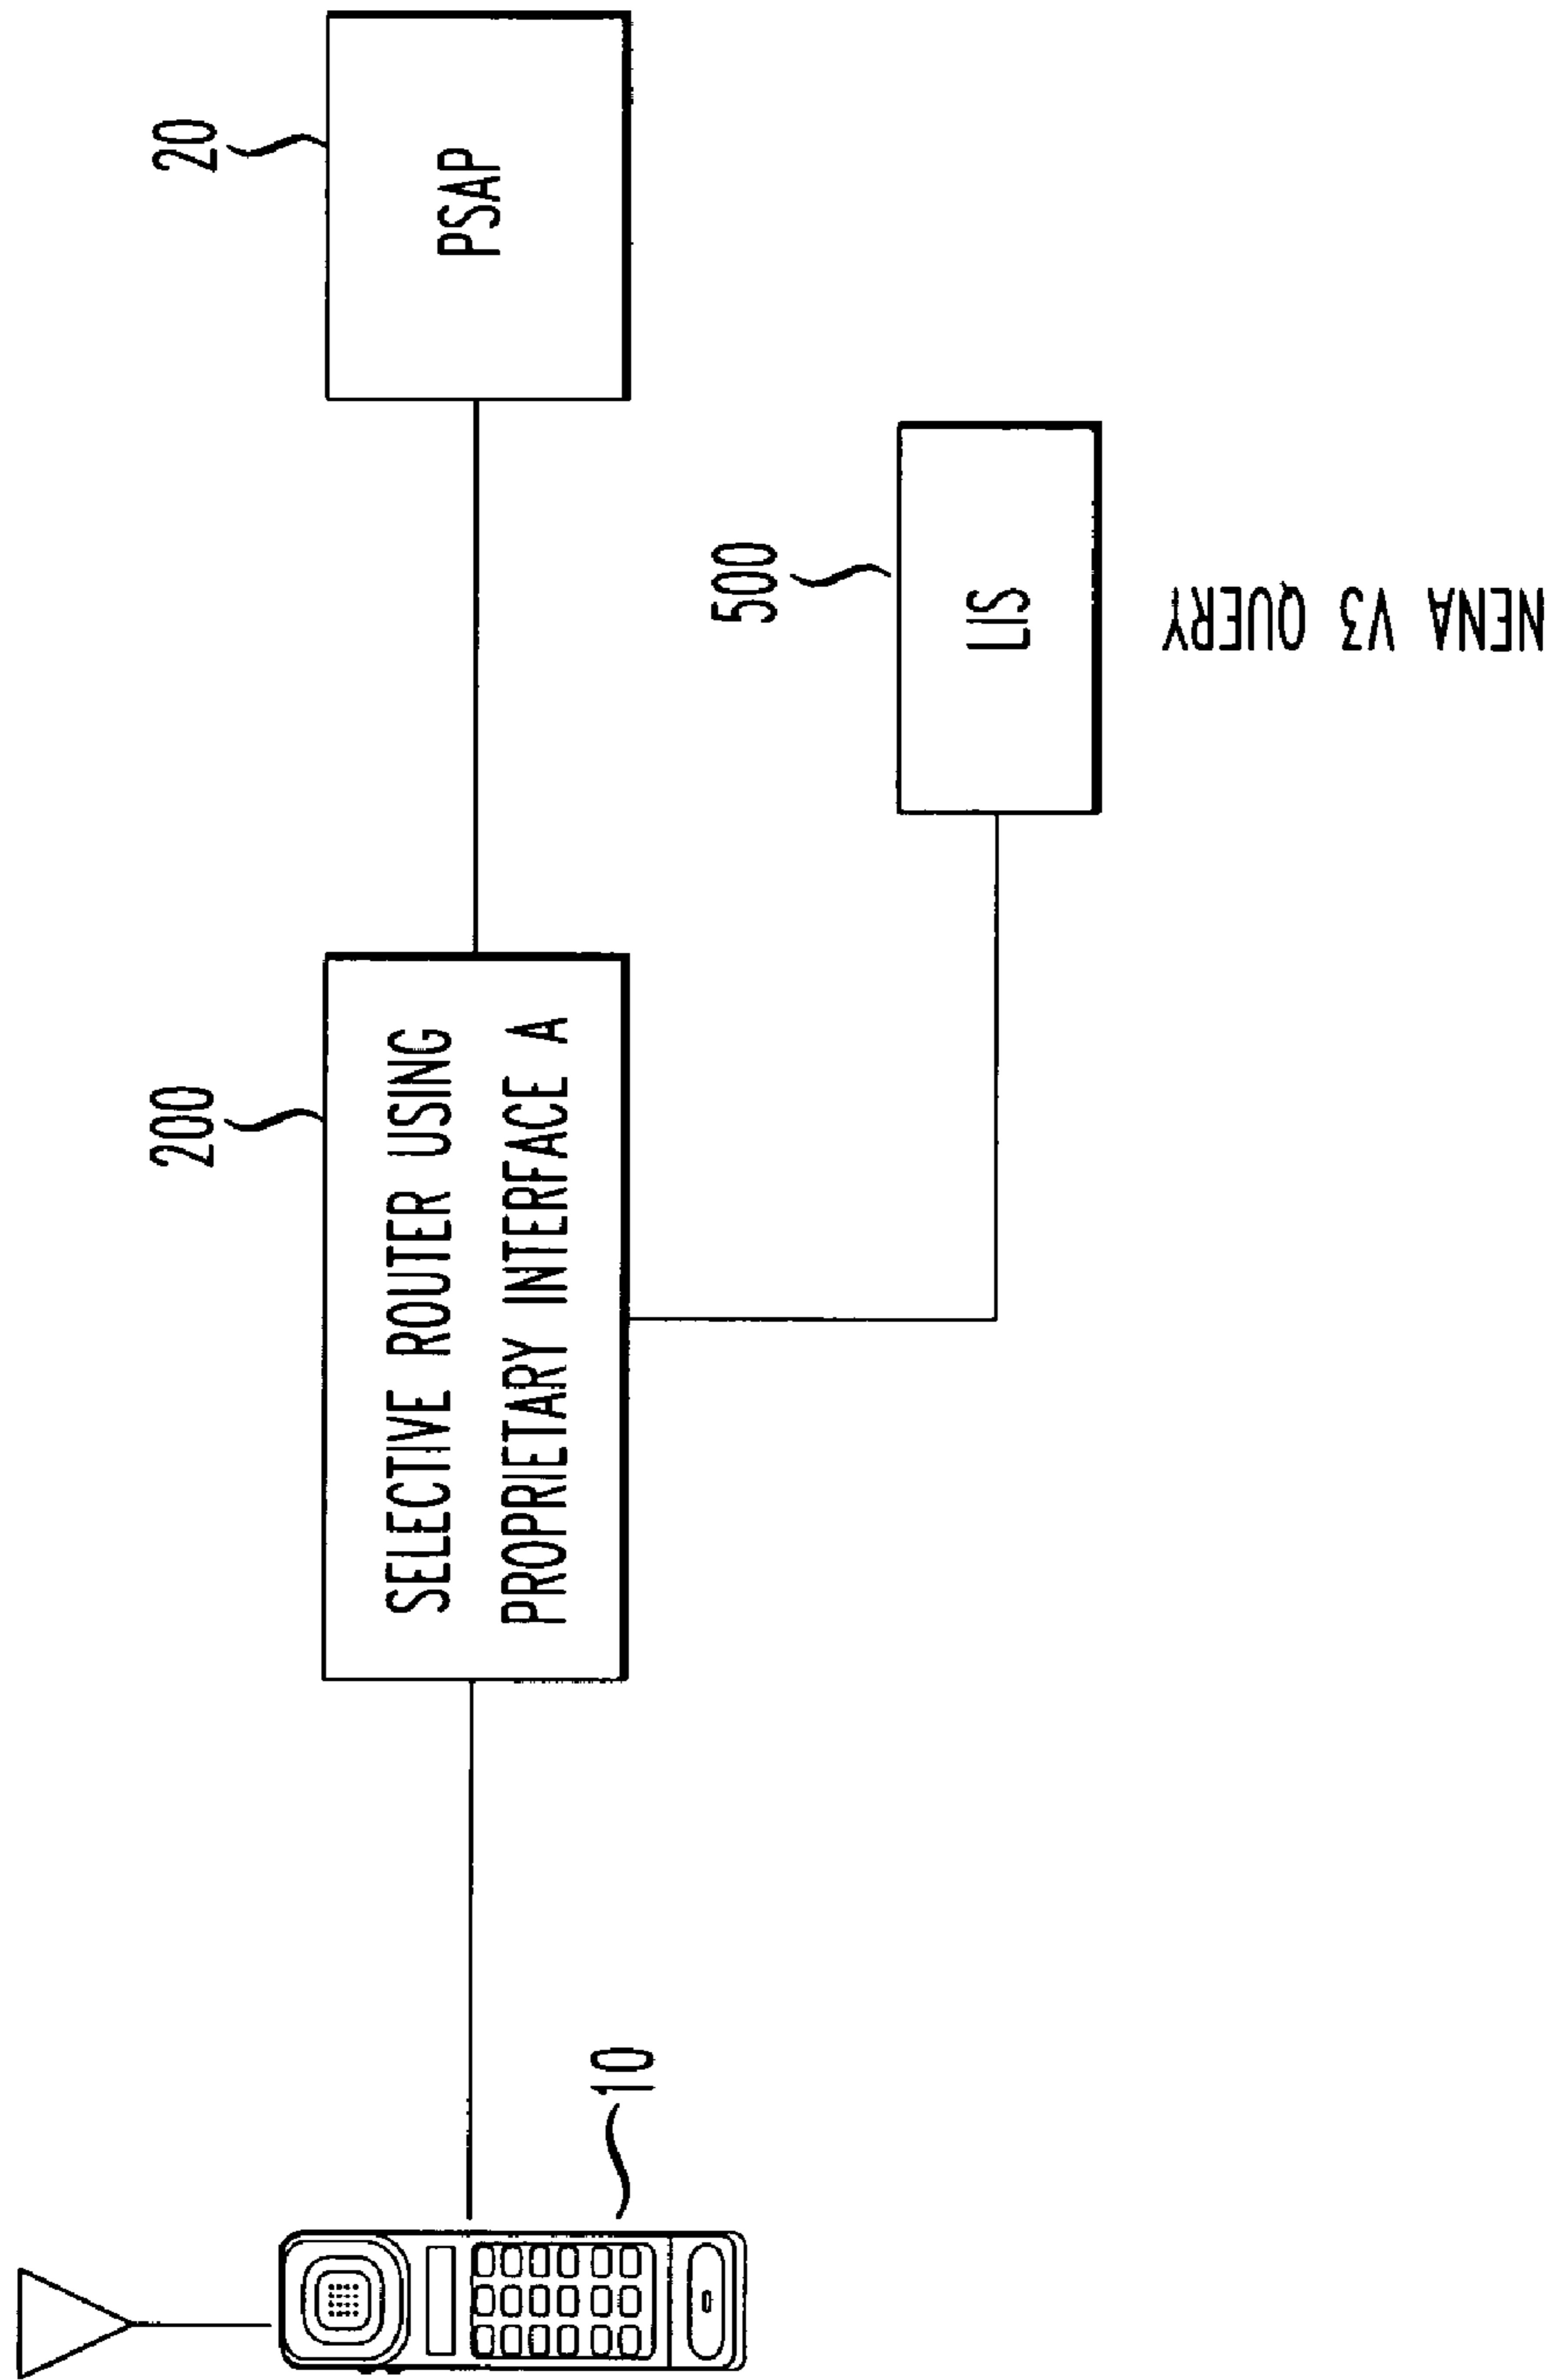 200
SELECTIVE ROUTER USING
PROPRIETARY INTERFACE A
20
PSAP
10
500
LIS
NENA V3 QUERY